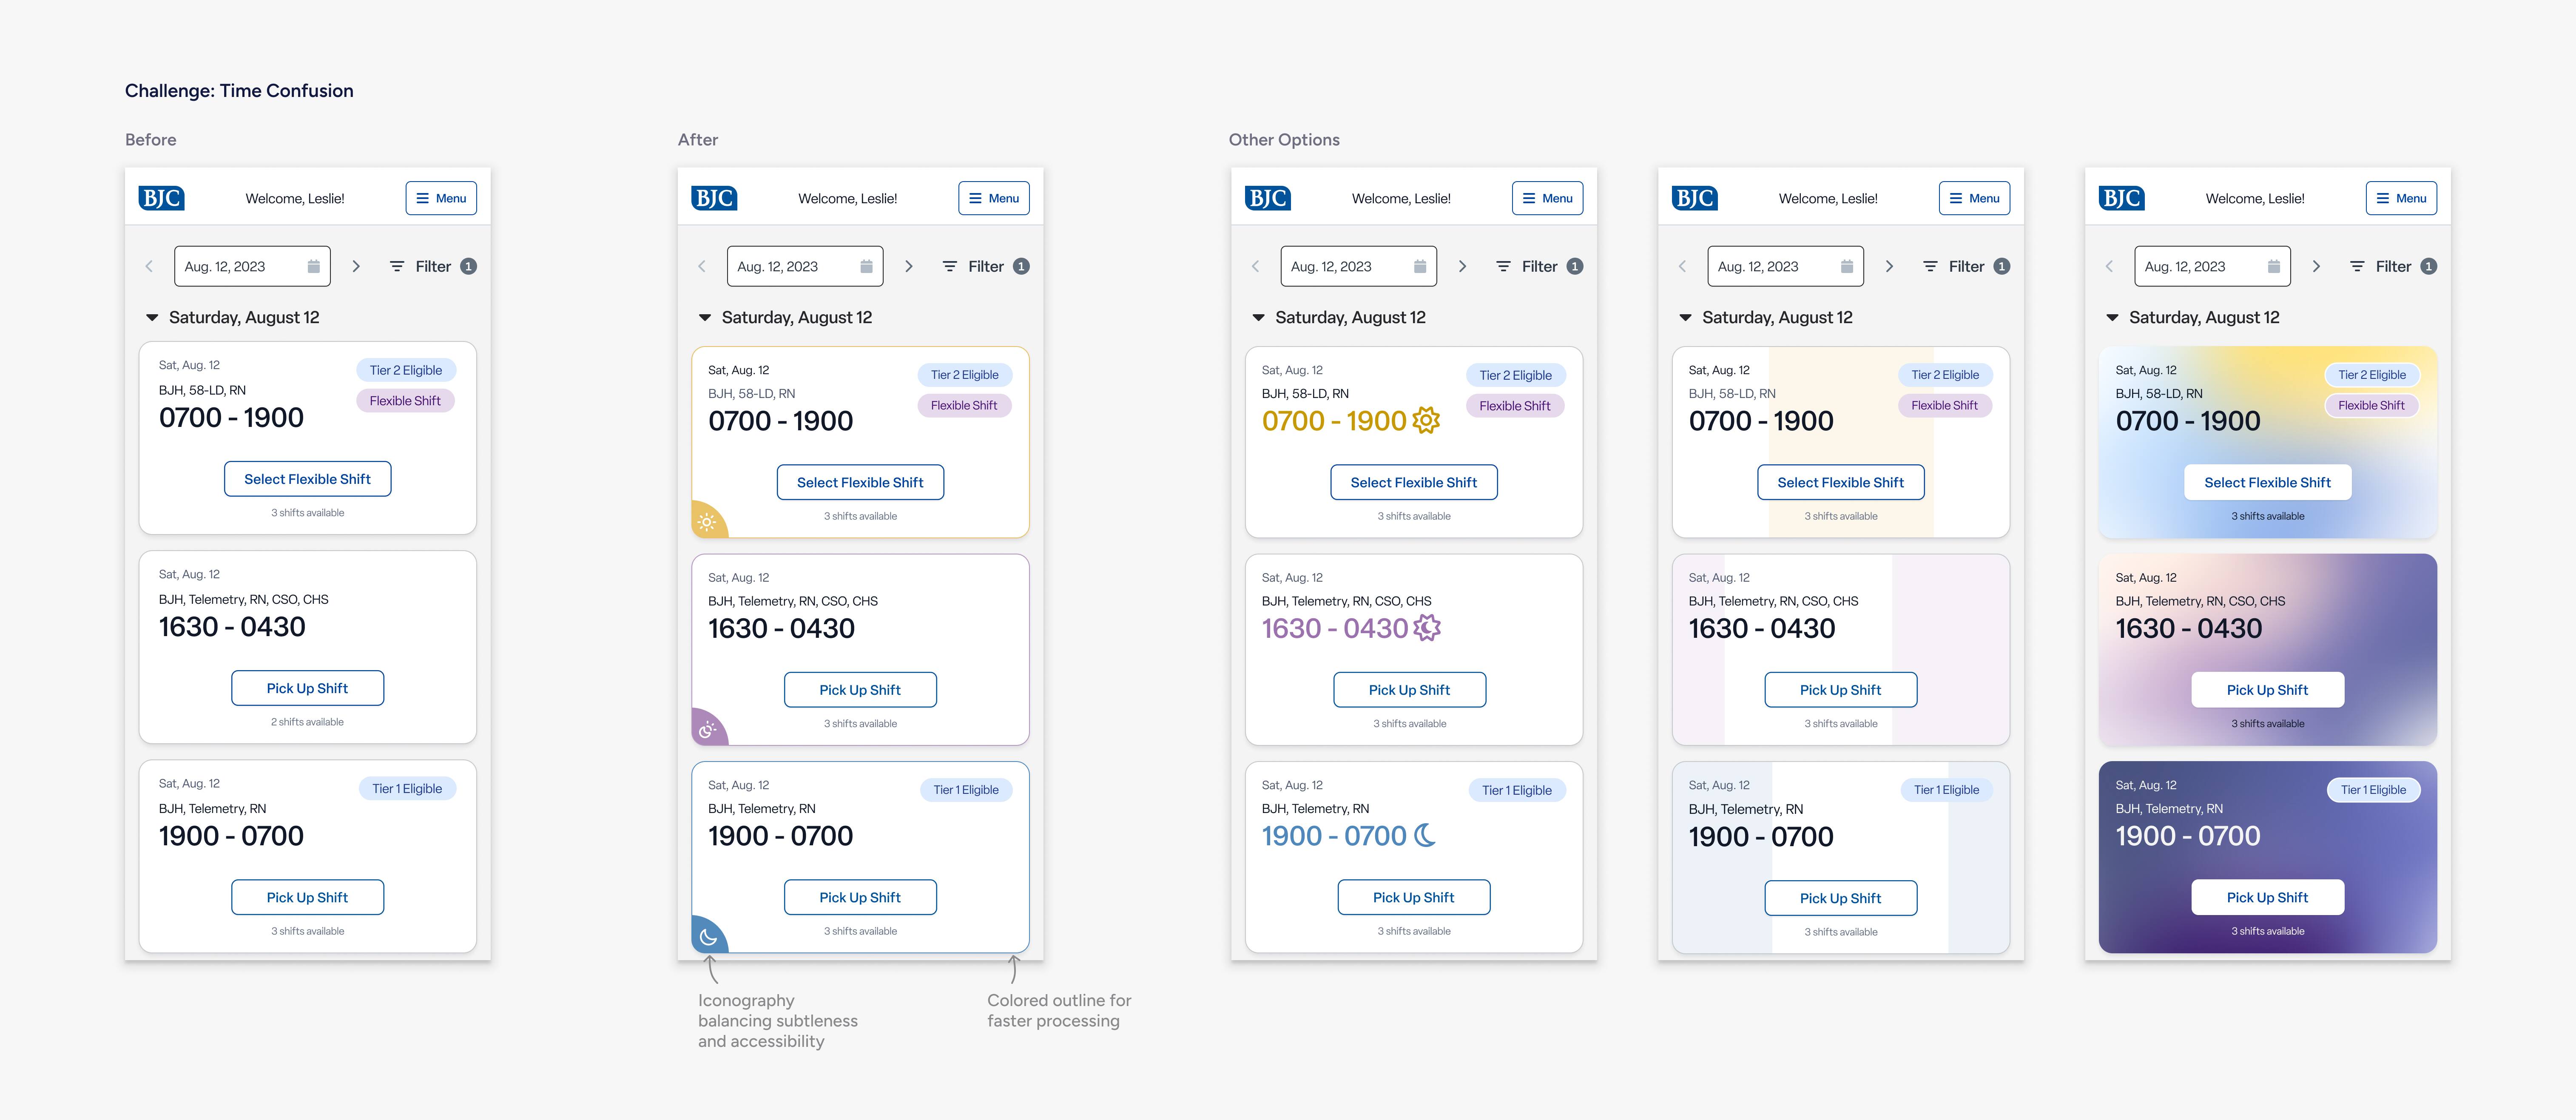 Challenge: Time Confusion
Before
BJC
Welcome, Leslie!
Menu
Aug. 12, 2023
Filter 1
Saturday, August 12
Sat, Aug. 12
Tier 2 Eligible
BJH, 58-LD, RN
Flexible Shift
0700 - 1900
Select Flexible Shift
3 shifts available
Sat, Aug. 12
BJH, Telemetry, RN, CSO, CHS
1630 - 0430
Pick Up Shift
2 shifts available
Sat, Aug. 12
Tier 1 Eligible
BJH, Telemetry, RN
1900 - 0700
Pick Up Shift
3 shifts available
After
BJC
Welcome, Leslie!
Menu
Aug. 12, 2023
Filter 1
Saturday, August 12
Sat, Aug. 12
Tier 2 Eligible
BJH, 58-LD, RN
Flexible Shift
0700 - 1900
Select Flexible Shift
3 shifts available
Sat, Aug. 12
BJH, Telemetry, RN, CSO, CHS
1630 - 0430
Pick Up Shift
3 shifts available
Sat, Aug. 12
Tier 1 Eligible
BJH, Telemetry, RN
1900 - 0700
Pick Up Shift
3 shifts available
Iconography
balancing subtleness
and accessibility
Colored outline for
faster processing
Other Options
BJC
Welcome, Leslie!
Menu
Aug. 12, 2023
Filter 1
Saturday, August 12
Sat, Aug. 12
Tier 2 Eligible
BJH, 58-LD, RN
Flexible Shift
0700 - 1900
Select Flexible Shift
3 shifts available
Sat, Aug. 12
BJH, Telemetry, RN, CSO, CHS
1630 - 0430
Pick Up Shift
3 shifts available
Sat, Aug. 12
Tier 1 Eligible
BJH, Telemetry, RN
1900 - 0700
Pick Up Shift
3 shifts available
BJC
Welcome, Leslie!
Menu
Aug. 12, 2023
Filter 1
Saturday, August 12
Sat, Aug. 12
Tier 2 Eligible
BJH, 58-LD, RN
Flexible Shift
0700 - 1900
Select Flexible Shift
3 shifts available
Sat, Aug. 12
BJH, Telemetry, RN, CSO, CHS
1630 - 0430
Pick Up Shift
3 shifts available
Sat, Aug. 12
Tier 1 Eligible
BJH, Telemetry, RN
1900 - 0700
Pick Up Shift
3 shifts available
BJC
Welcome, Leslie!
Menu
Aug. 12, 2023
Filter 1
Saturday, August 12
Sat, Aug. 12
Tier 2 Eligible
BJH, 58-LD, RN
Flexible Shift
0700 - 1900
Select Flexible Shift
3 shifts available
Sat, Aug. 12
BJH, Telemetry, RN, CSO, CHS
1630 - 0430
Pick Up Shift
3 shifts available
Sat, Aug. 12
Tier 1 Eligible
BJH, Telemetry, RN
1900 - 0700
Pick Up Shift
3 shifts available